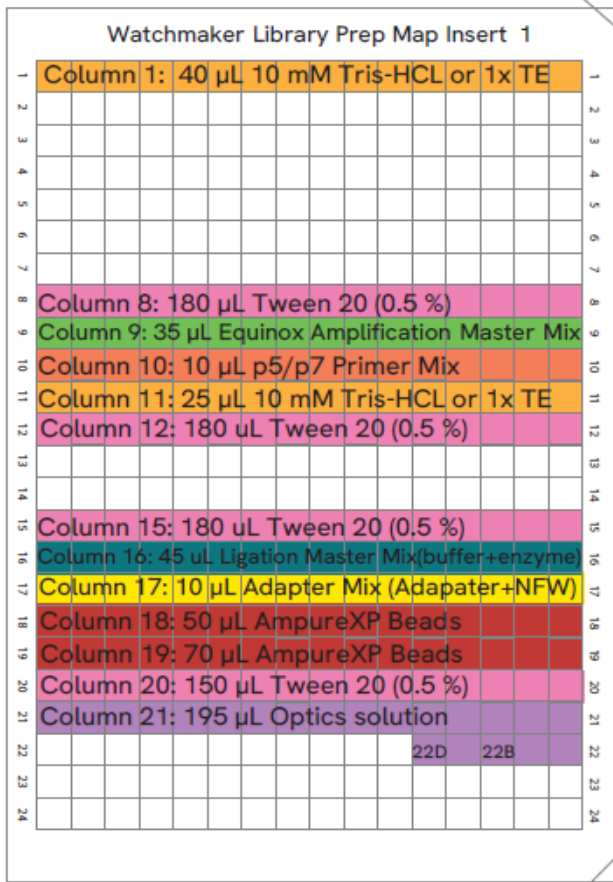 Watchmaker Library Prep Map Insert 1
1 Column 1: 40 µL 10 mM Tris-HCL or 1x TE 1
2 2
3 3
4 4
5 5
6 6
7 7
8 Column 8: 180 µL Tween 20 (0.5 %) 8
9 Column 9: 35 µL Equinox Amplification Master Mix 9
10 Column 10: 10 µL p5/p7 Primer Mix 10
11 Column 11: 25 µL 10 mM Tris-HCL or 1x TE 11
12 Column 12: 180 uL Tween 20 (0.5 %) 12
13 13
14 14
15 Column 15: 180 uL Tween 20 (0.5 %) 15
16 Column 16: 45 uL Ligation Master Mix(buffer+enzyme) 16
17 Column 17: 10 µL Adapter Mix (Adapater+NFW) 17
18 Column 18: 50 µL AmpureXP Beads 18
19 Column 19: 70 µL AmpureXP Beads 19
20 Column 20: 150 µL Tween 20 (0.5 %) 20
21 Column 21: 195 µL Optics solution 21
22 22D 22B 22
23 23
24 24